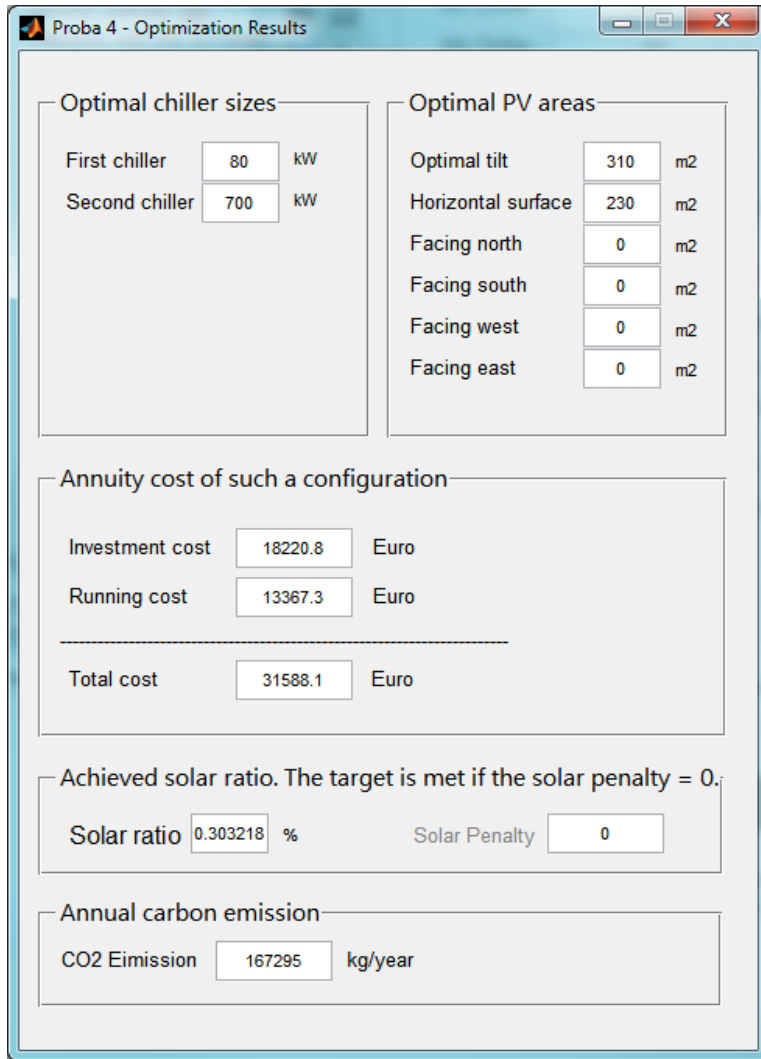 Proba 4 - Optimization Results
Optimal chiller sizes
First chiller 80 kW
Second chiller 700 kW
Optimal PV areas
Optimal tilt 310 m2
Horizontal surface 230 m2
Facing north 0 m2
Facing south 0 m2
Facing west 0 m2
Facing east 0 m2
Annuity cost of such a configuration
Investment cost 18220.8 Euro
Running cost 13367.3 Euro
--------------------------------------------------------------------------
Total cost 31588.1 Euro
Achieved solar ratio. The target is met if the solar penalty = 0.
Solar ratio 0.303218 % Solar Penalty 0
Annual carbon emission
CO2 Eimission 167295 kg/year